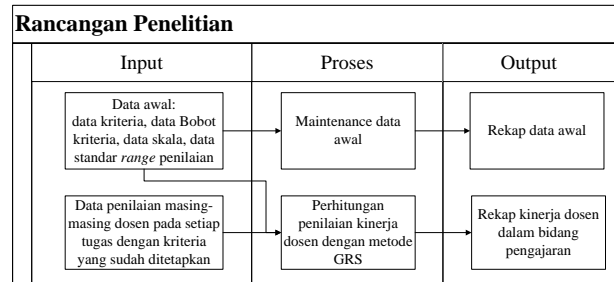 Rancangan Penelitian
Input
Proses
Output
Data awal:
data kriteria, data Bobot
kriteria, data skala, data
standar range penilaian
Maintenance data
awal
Rekap data awal
Data penilaian masing-
masing dosen pada setiap
tugas dengan kriteria
yang sudah ditetapkan
Perhitungan
penilaian kinerja
dosen dengan metode
GRS
Rekap kinerja dosen
dalam bidang
pengajaran